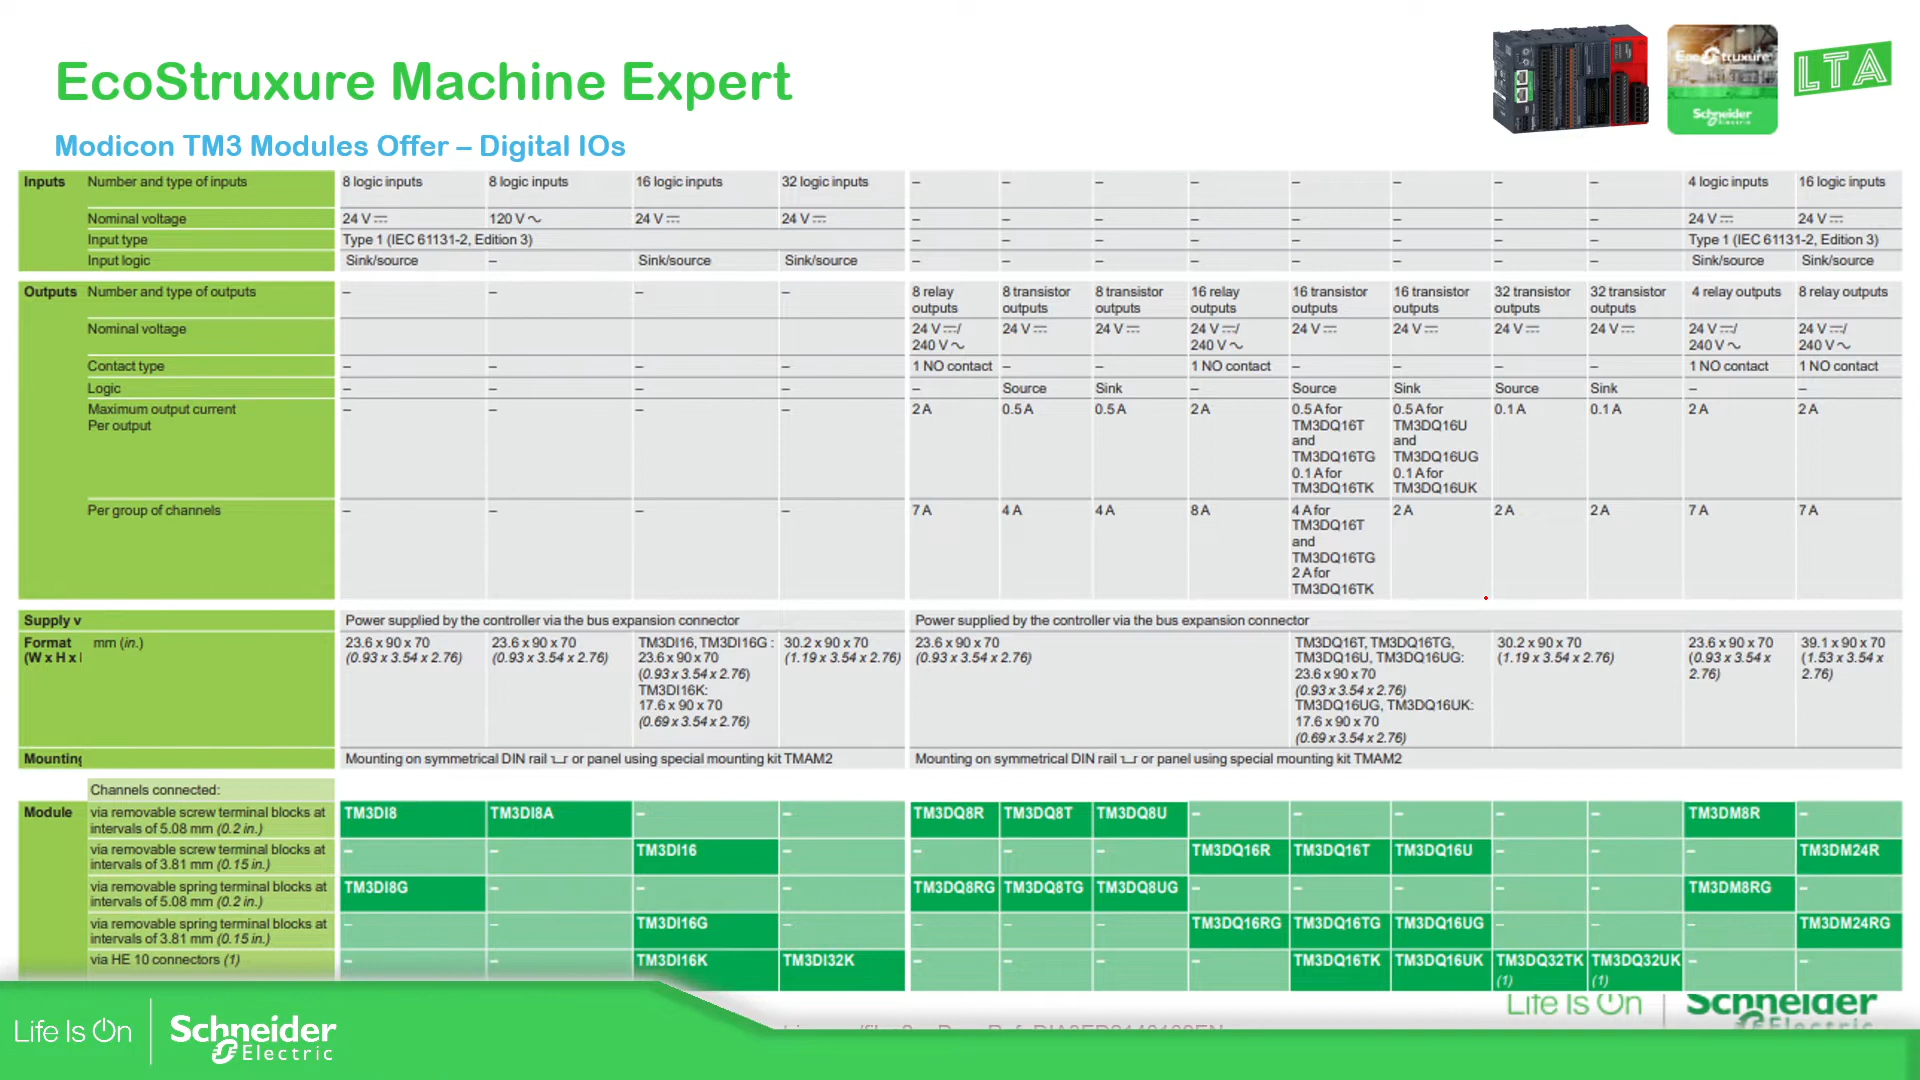 EcoStruxure Machine Expert
EcoStruxure
Schneider
Electric
LTA
Modicon TM3 Modules Offer – Digital IOs
Inputs Number and type of inputs 8 logic inputs 8 logic inputs 16 logic inputs 32 logic inputs – – – – – – – – 4 logic inputs 16 logic inputs
Nominal voltage 24 V ⎓ 120 V ∿ 24 V ⎓ 24 V ⎓ – – – – – – – – 24 V ⎓ 24 V ⎓
Input type Type 1 (IEC 61131-2, Edition 3) – – – – – – – – Type 1 (IEC 61131-2, Edition 3)
Input logic Sink/source – Sink/source Sink/source – – – – – – – – Sink/source Sink/source
Outputs Number and type of outputs – – – – 8 relay 8 transistor 8 transistor 16 relay 16 transistor 16 transistor 32 transistor 32 transistor 4 relay outputs 8 relay outputs
outputs outputs outputs outputs outputs outputs outputs outputs
Nominal voltage 24 V ⎓/ 24 V ⎓ 24 V ⎓ 24 V ⎓/ 24 V ⎓ 24 V ⎓ 24 V ⎓ 24 V ⎓ 24 V ⎓/ 24 V ⎓/
240 V ∿ 240 V ∿ 240 V ∿ 240 V ∿
Contact type – – – – 1 NO contact – – 1 NO contact – – – – 1 NO contact 1 NO contact
Logic – – – – – Source Sink – Source Sink Source Sink – –
Maximum output current – – – – 2 A 0.5 A 0.5 A 2 A 0.5 A for 0.5 A for 0.1 A 0.1 A 2 A 2 A
Per output TM3DQ16T TM3DQ16U
and and
TM3DQ16TG TM3DQ16UG
0.1 A for 0.1 A for
TM3DQ16TK TM3DQ16UK
Per group of channels – – – – 7 A 4 A 4 A 8 A 4 A for 2 A 2 A 2 A 7 A 7 A
TM3DQ16T
and
TM3DQ16TG
2 A for
TM3DQ16TK
Supply v Power supplied by the controller via the bus expansion connector Power supplied by the controller via the bus expansion connector
Format mm (in.) 23.6 x 90 x 70 23.6 x 90 x 70 TM3DI16, TM3DI16G : 30.2 x 90 x 70 23.6 x 90 x 70 TM3DQ16T, TM3DQ16TG, 30.2 x 90 x 70 23.6 x 90 x 70 39.1 x 90 x 70
(W x H x (0.93 x 3.54 x 2.76) (0.93 x 3.54 x 2.76) 23.6 x 90 x 70 (1.19 x 3.54 x 2.76) (0.93 x 3.54 x 2.76) TM3DQ16U, TM3DQ16UG: (1.19 x 3.54 x 2.76) (0.93 x 3.54 x (1.53 x 3.54 x
(0.93 x 3.54 x 2.76) 23.6 x 90 x 70 2.76) 2.76)
TM3DI16K: (0.93 x 3.54 x 2.76)
17.6 x 90 x 70 TM3DQ16UG, TM3DQ16UK:
(0.69 x 3.54 x 2.76) 17.6 x 90 x 70
(0.69 x 3.54 x 2.76)
Mounting Mounting on symmetrical DIN rail or panel using special mounting kit TMAM2 Mounting on symmetrical DIN rail or panel using special mounting kit TMAM2
Channels connected:
Module via removable screw terminal blocks at TM3DI8 TM3DI8A – – TM3DQ8R TM3DQ8T TM3DQ8U – – – – – TM3DM8R –
intervals of 5.08 mm (0.2 in.)
via removable screw terminal blocks at – – TM3DI16 – – – – TM3DQ16R TM3DQ16T TM3DQ16U – – – TM3DM24R
intervals of 3.81 mm (0.15 in.)
via removable spring terminal blocks at TM3DI8G – – – TM3DQ8RG TM3DQ8TG TM3DQ8UG – – – – – TM3DM8RG –
intervals of 5.08 mm (0.2 in.)
via removable spring terminal blocks at – – TM3DI16G – – – – TM3DQ16RG TM3DQ16TG TM3DQ16UG – – – TM3DM24RG
intervals of 3.81 mm (0.15 in.)
via HE 10 connectors (1) – – TM3DI16K TM3DI32K – – – – TM3DQ16TK TM3DQ16UK TM3DQ32TK TM3DQ32UK – –
(1) (1)
Life Is On Schneider
Life Is On Schneider
Electric